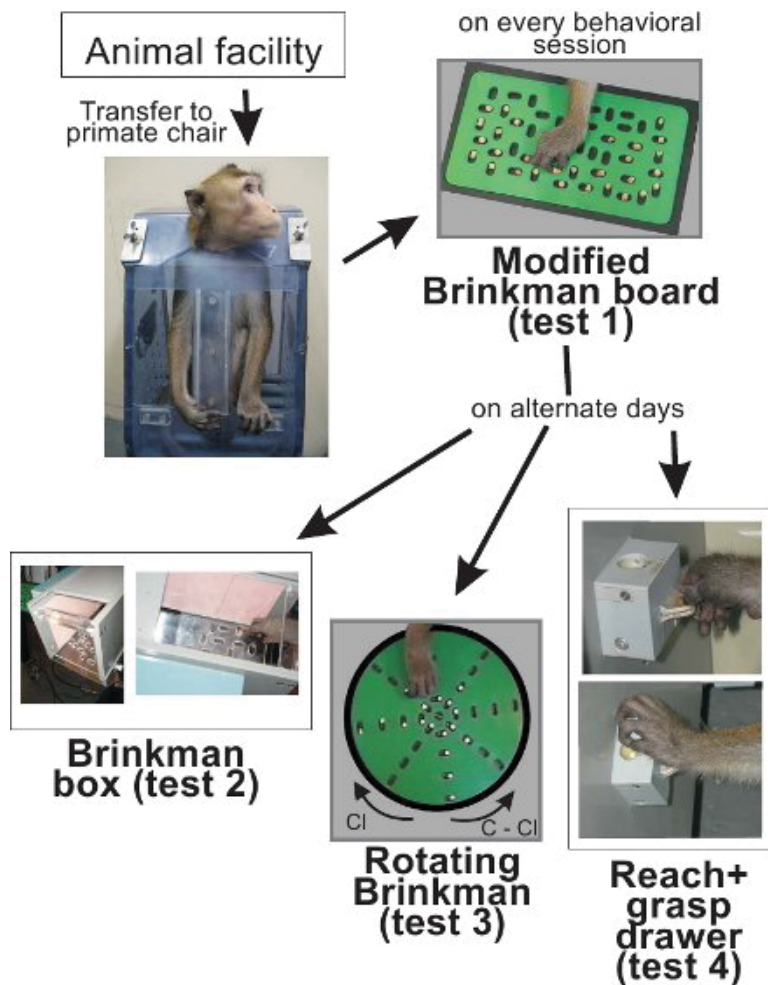 Animal facility
Transfer to
primate chair
on every behavioral
session
Modified
Brinkman board
(test 1)
on alternate days
Brinkman
box (test 2)
Cl
C - Cl
Rotating
Brinkman
(test 3)
Reach+
grasp
drawer
(test 4)